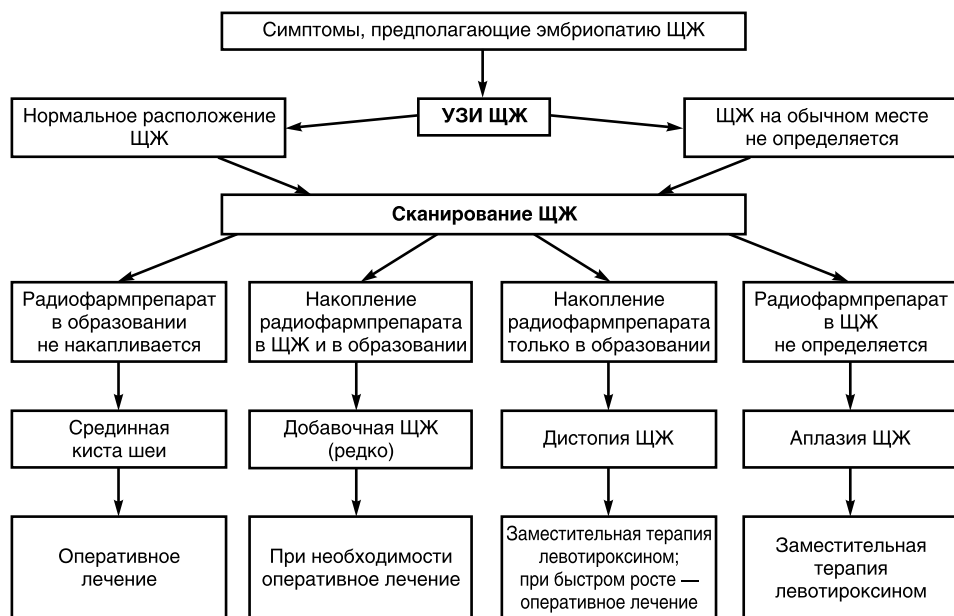 Симптомы, предполагающие эмбриопатию ЩЖ
Нормальное расположение
ЩЖ
УЗИ ЩЖ
ЩЖ на обычном месте
не определяется
Сканирование ЩЖ
Радиофармпрепарат
в образовании
не накапливается
Накопление
радиофармпрепарата
в ЩЖ и в образовании
Накопление
радиофармпрепарата
только в образовании
Радиофармпрепарат
в ЩЖ
не определяется
Срединная
киста шеи
Добавочная ЩЖ
(редко)
Дистопия ЩЖ
Аплазия ЩЖ
Оперативное
лечение
При необходимости
оперативное лечение
Заместительная терапия
левотироксином;
при быстром росте —
оперативное лечение
Заместительная
терапия
левотироксином